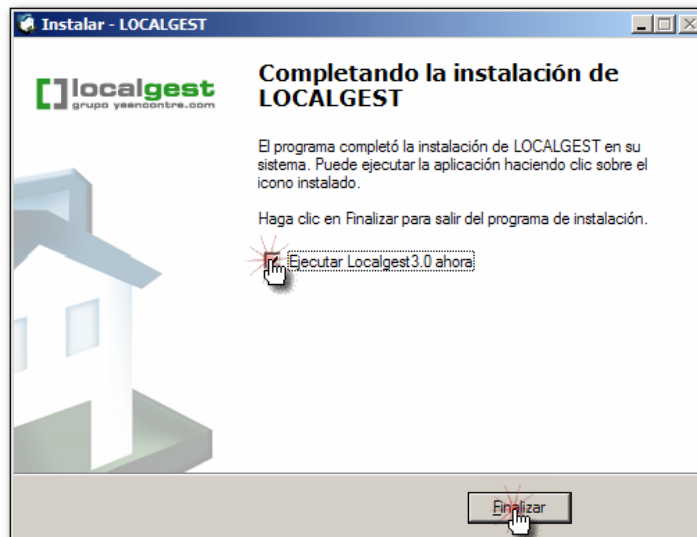 Instalar - LOCALGEST
localgest
grupo yaencontre.com
Completando la instalación de
LOCALGEST
El programa completó la instalación de LOCALGEST en su
sistema. Puede ejecutar la aplicación haciendo clic sobre el
icono instalado.
Haga clic en Finalizar para salir del programa de instalación.
Ejecutar Localgest3.0 ahora
Finalizar